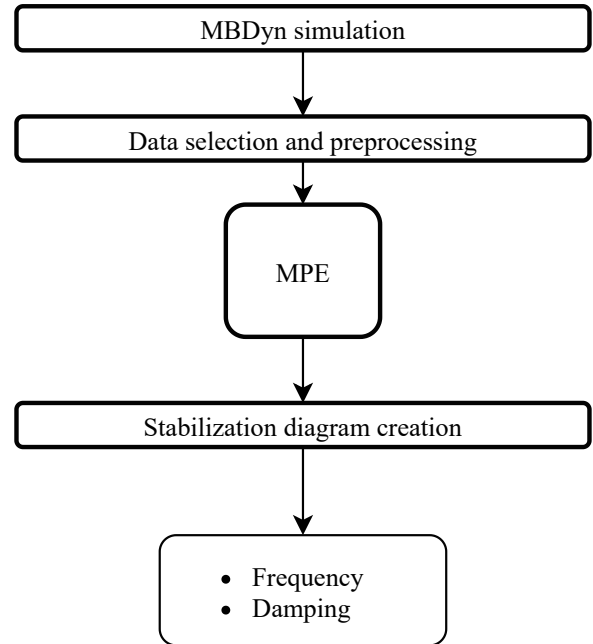 MBDyn simulation
Data selection and preprocessing
MPE
Stabilization diagram creation
• Frequency
• Damping